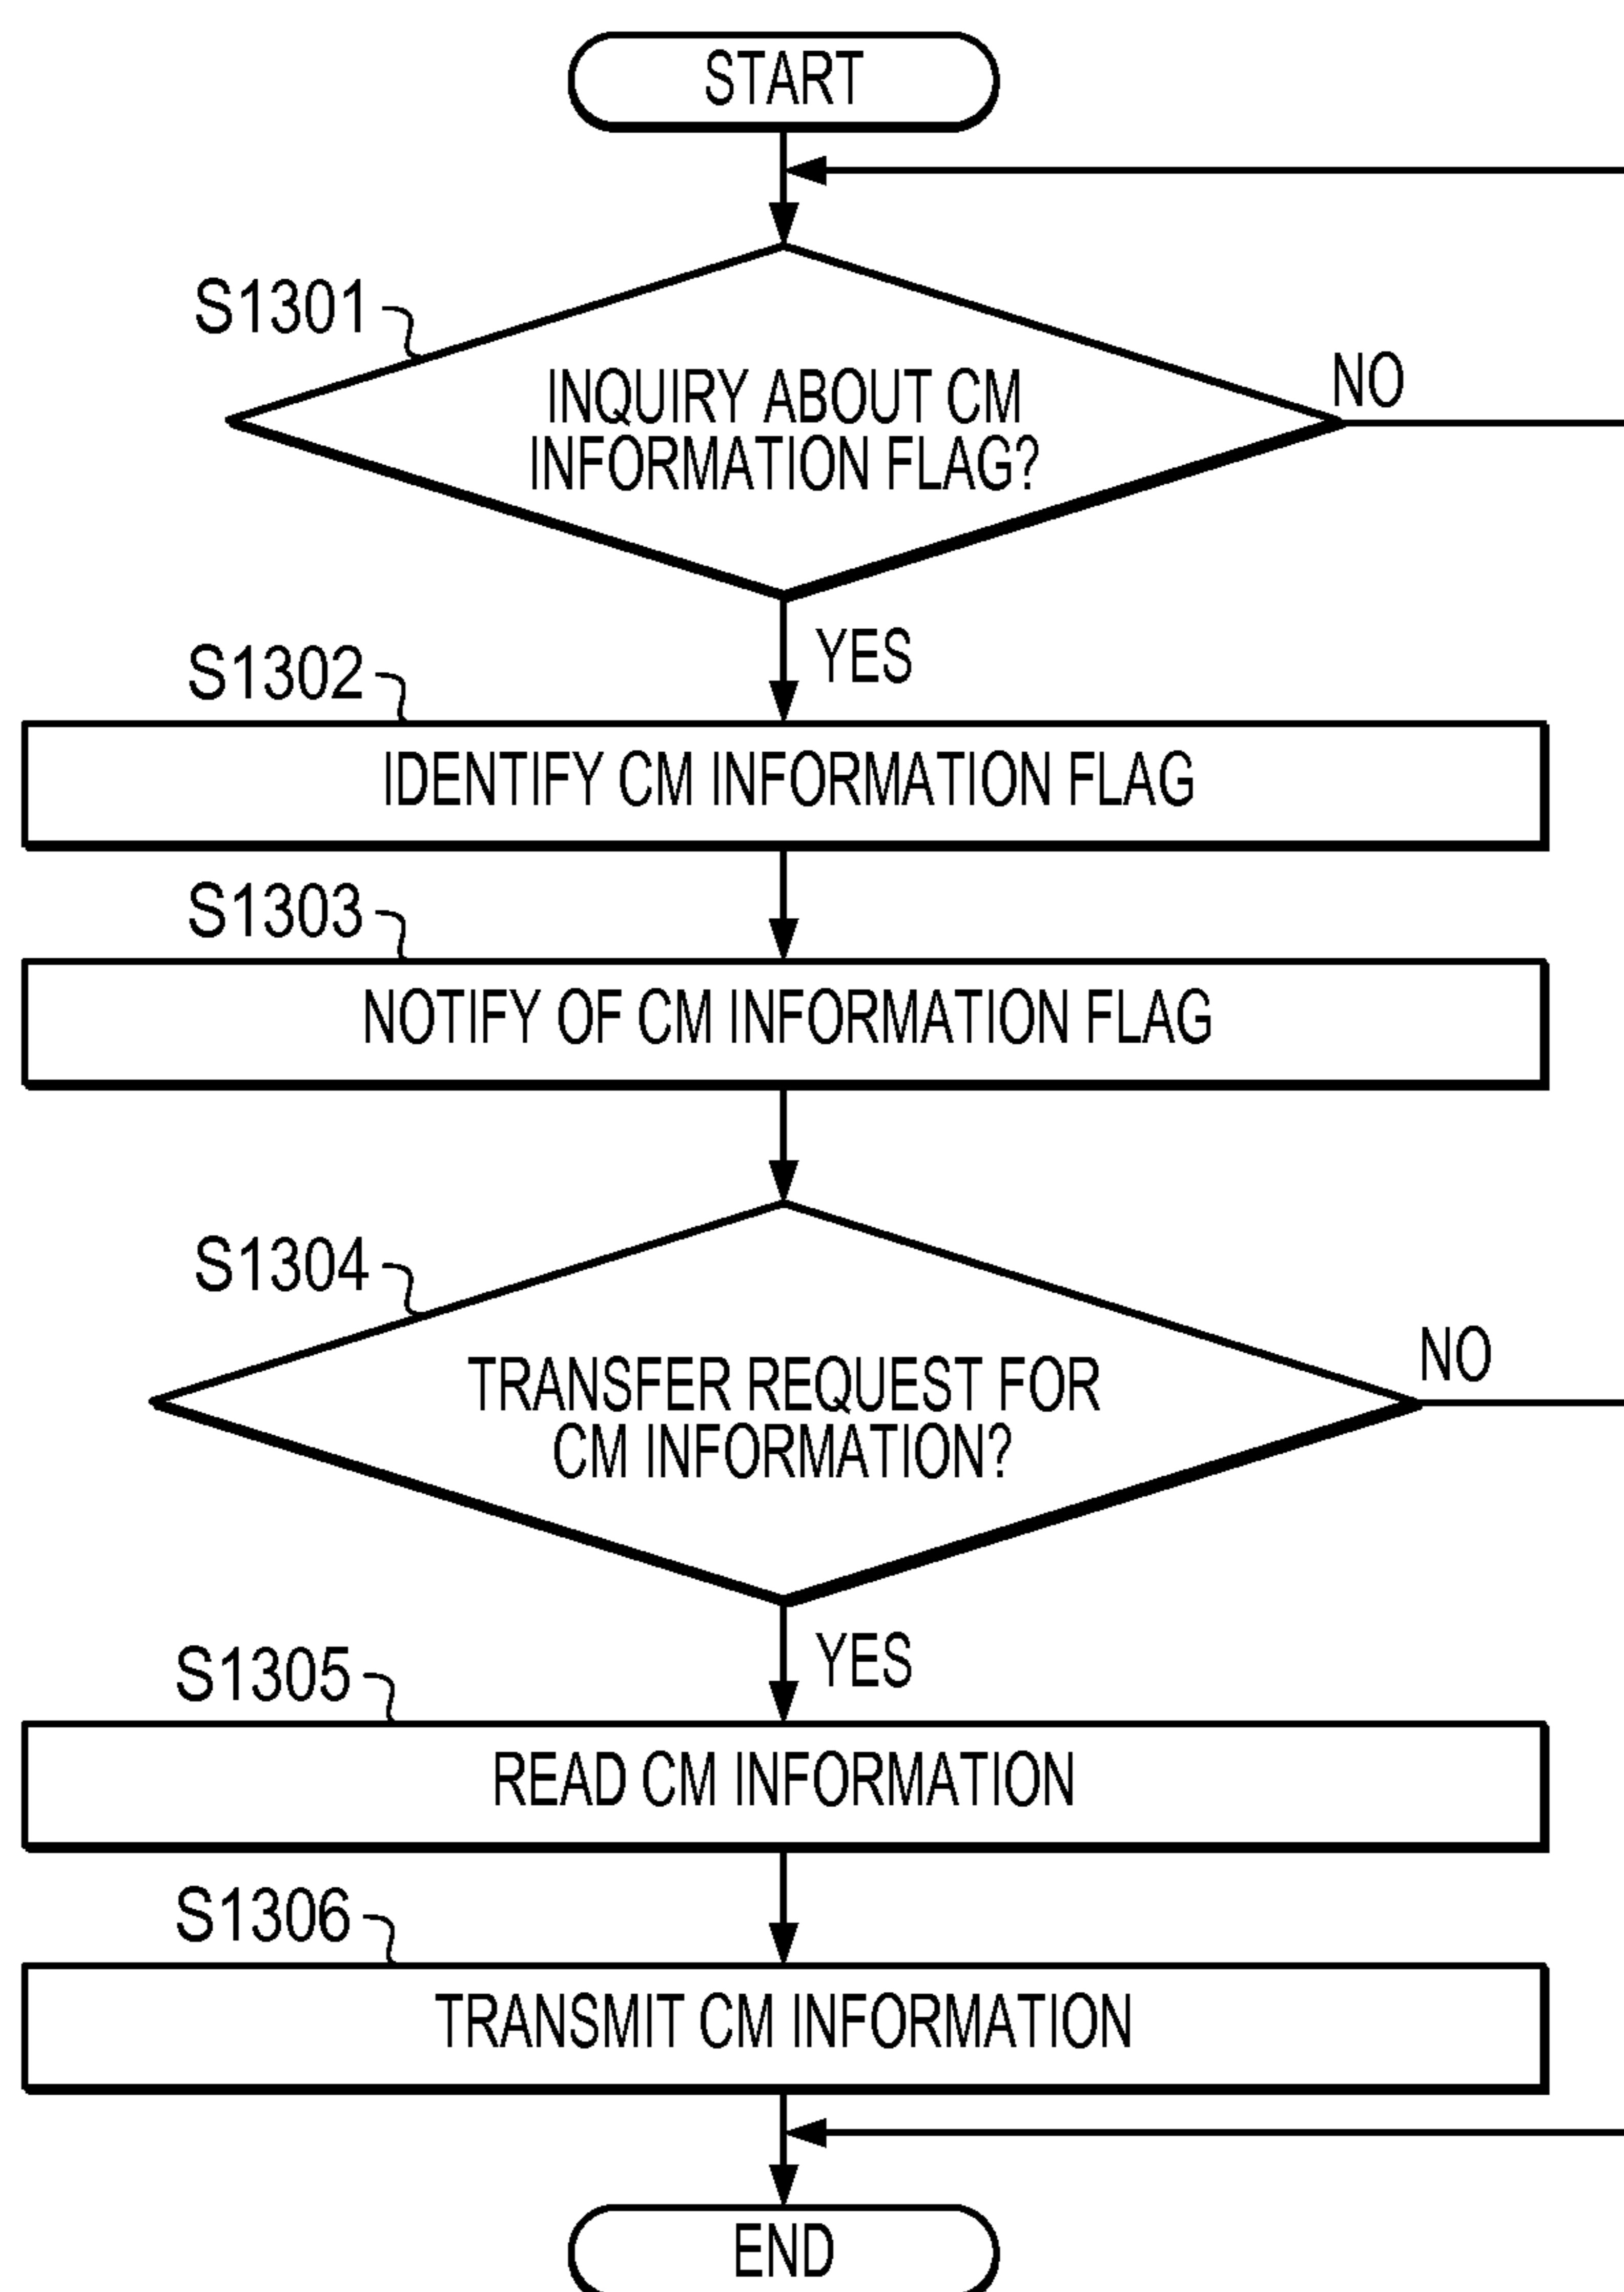 START
S1301
INQUIRY ABOUT CM
INFORMATION FLAG?
NO
YES
S1302
IDENTIFY CM INFORMATION FLAG
S1303
NOTIFY OF CM INFORMATION FLAG
S1304
TRANSFER REQUEST FOR
CM INFORMATION?
NO
YES
S1305
READ CM INFORMATION
S1306
TRANSMIT CM INFORMATION
END